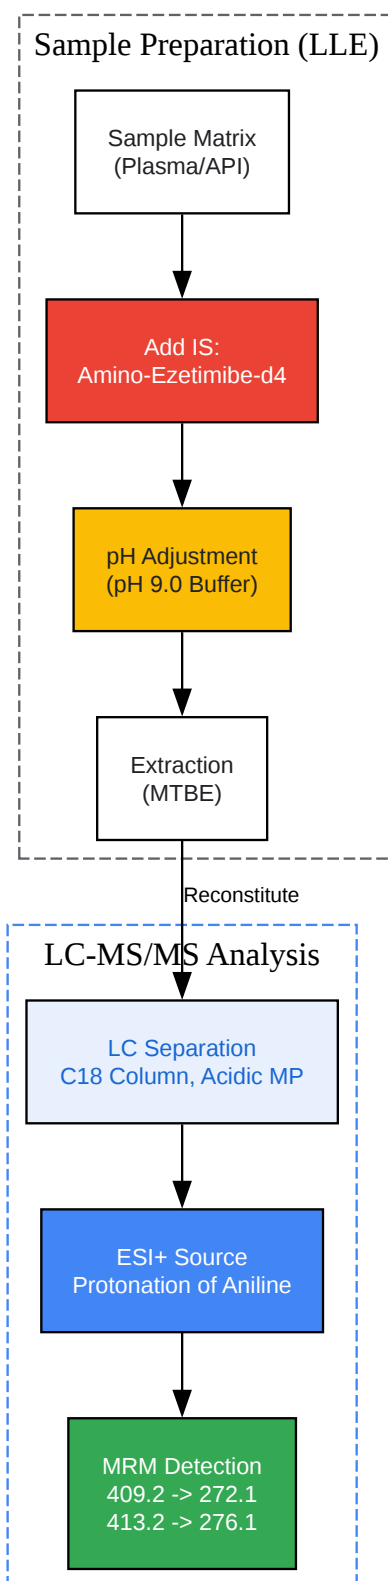 Sample Preparation (LLE)
Sample Matrix
(Plasma/API)
Add IS:
Amino-Ezetimibe-d4
pH Adjustment
(pH 9.0 Buffer)
Extraction
(MTBE)
Reconstitute
LC-MS/MS Analysis
LC Separation
C18 Column, Acidic MP
ESI+ Source
Protonation of Aniline
MRM Detection
409.2 -> 272.1
413.2 -> 276.1